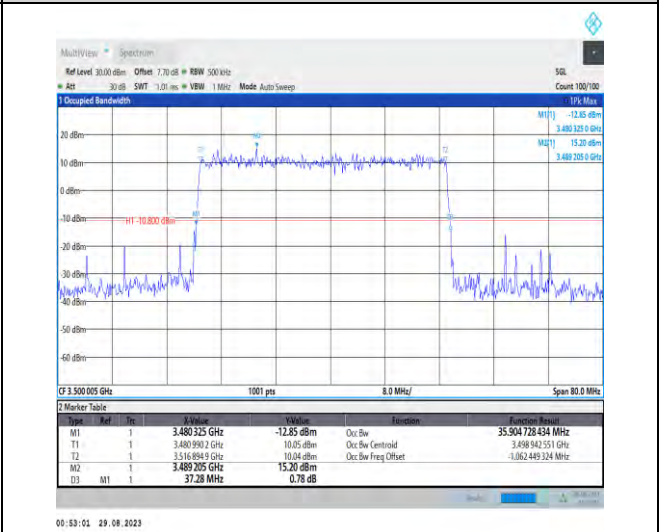 MultiView Spectrum
Ref Level 30.00 dBm Offset 7.70 dB RBW 500 kHz SGL
Att 30 dB SWT 1.01 ms VBW 1 MHz Mode Auto Sweep Count 100/100
1 Occupied Bandwidth 1Pk Max
M1[1] -12.85 dBm
3.480 325 0 GHz
M2[1] 15.20 dBm
3.489 205 0 GHz
20 dBm
M2
10 dBm
0 dBm
M1
-10 dBm
H1 -10.800 dBm
-20 dBm
-30 dBm
-40 dBm
-50 dBm
-60 dBm
CF 3.500 005 GHz 1001 pts 8.0 MHz/ Span 80.0 MHz
2 Marker Table
Type Ref Trc X-Value Y-Value Function Function Result
M1 1 3.480325 GHz -12.85 dBm Occ Bw 35.904 728 434 MHz
T1 1 3.480 990 2 GHz 10.05 dBm Occ Bw Centroid 3.498 942 551 GHz
T2 1 3.516 894 9 GHz 10.04 dBm Occ Bw Freq Offset -1.062 449 324 MHz
M2 1 3.489 205 GHz 15.20 dBm
D3 M1 1 37.28 MHz 0.78 dB
00:53:01 29.08.2023